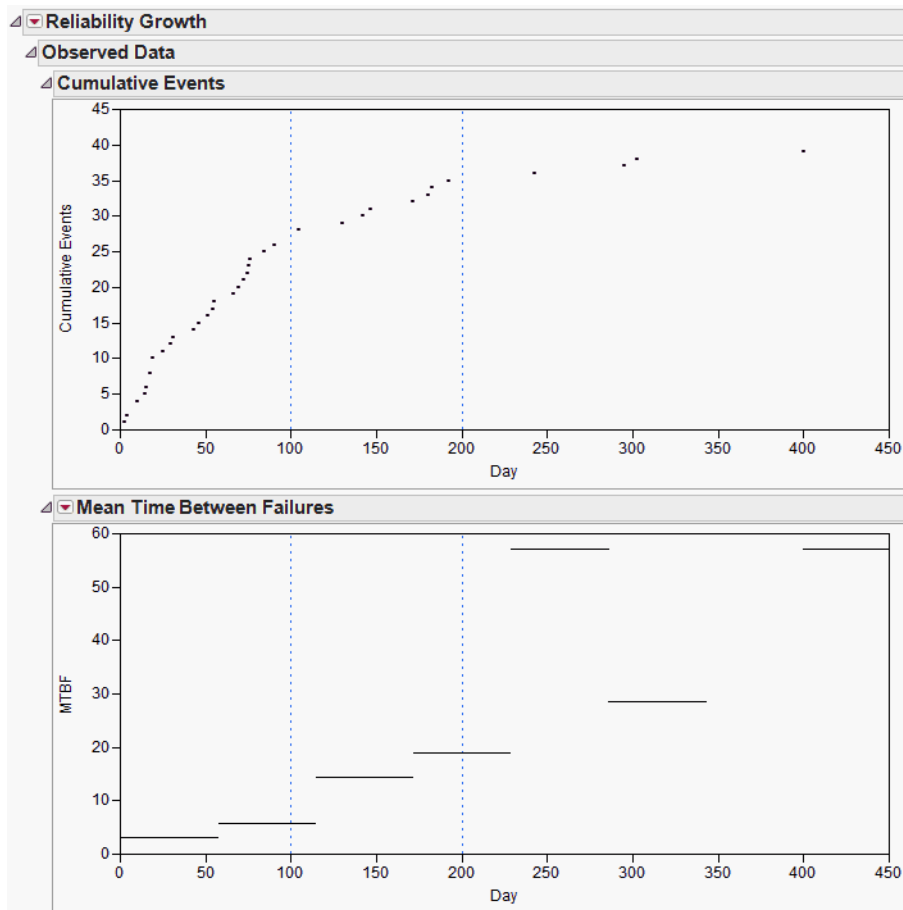 Reliability Growth
Observed Data
Cumulative Events
45
40
35
30
25
20
15
10
5
0
Cumulative Events
0 50 100 150 200 250 300 350 400 450
Day
Mean Time Between Failures
60
50
40
30
20
10
0
MTBF
0 50 100 150 200 250 300 350 400 450
Day